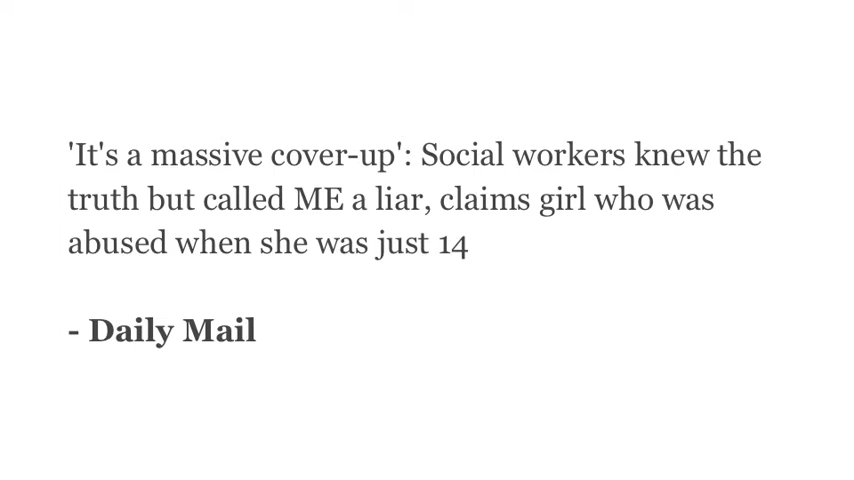 'It's a massive cover-up': Social workers knew the
truth but called ME a liar, claims girl who was
abused when she was just 14
- Daily Mail